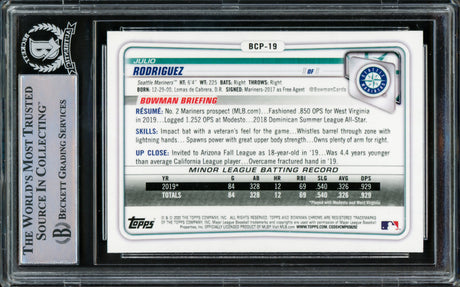 BECKETT
THE WORLD'S MOST TRUSTED
SOURCE IN COLLECTING™
BECKETT GRADING SERVICES
BCP-19
JULIO
RODRIGUEZ
OF
Seattle Mariners™ HT: 6'4" WT: 225 BATS: Right THROWS: Right
BORN: 12-29-00, Lomas de Cabrera, D.R. SIGNED: Mariners-2017 as Free Agent @BowmanCards
BOWMAN BRIEFING
RÉSUMÉ: No. 2 Mariners prospect (MLB.com)...Fashioned .850 OPS for West Virginia
in 2019... Logged 1.252 OPS at Modesto...2018 Dominican Summer League All-Star.
SKILLS: Impact bat with a veteran's feel for the game...Whistles barrel through zone with
lightning hands... Spawns power with great upper body strength...Owns plenty of arm for right.
UP CLOSE: Invited to Arizona Fall League as 18-year-old in '19...Was 4.4 years younger
than average California League player... Overcame fractured hand in '19.
MINOR LEAGUE BATTING RECORD
YR G AB HR RBI SLG AVG OPS
2019* 84 328 12 69 .540 .326 .929
TOTALS 84 328 12 69 .540 .326 .929
*Played with Modesto and West Virginia
Topps